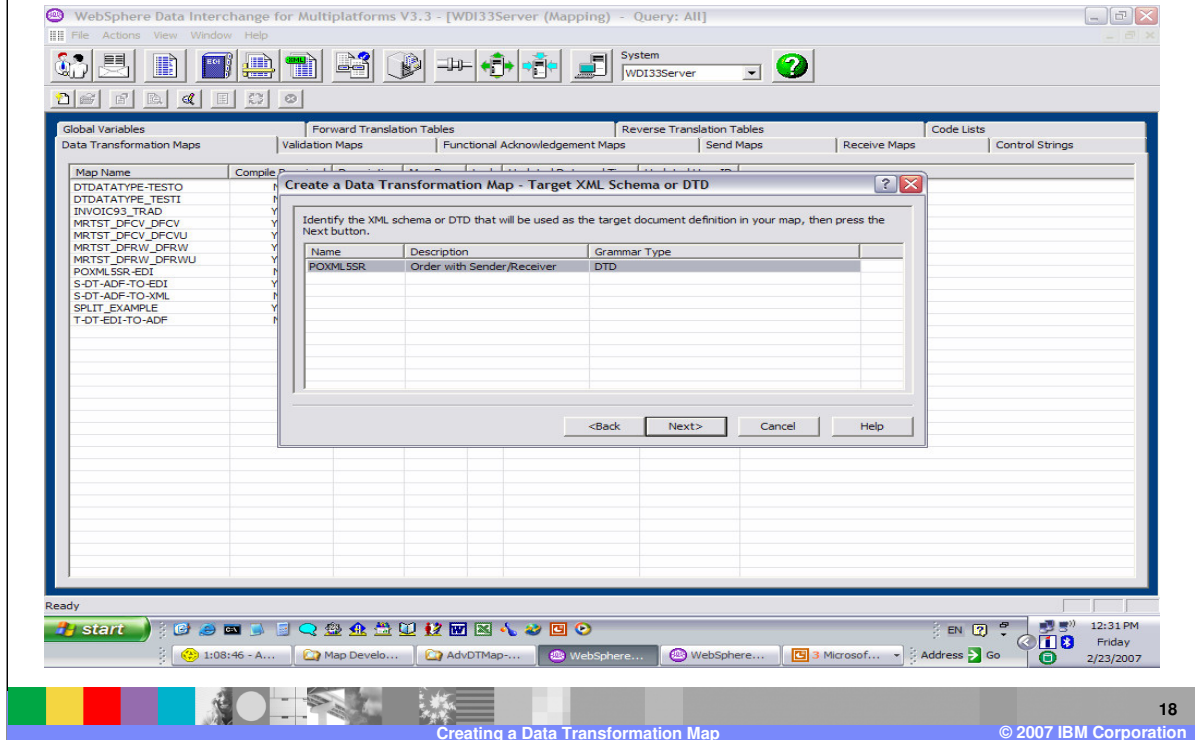 WebSphere Data Interchange for Multiplatforms V3.3 - [WDI33Server (Mapping) - Query: All]
File Actions View Window Help
EDI
System
WDI33Server
Global Variables Forward Translation Tables Reverse Translation Tables Code Lists
Data Transformation Maps Validation Maps Functional Acknowledgement Maps Send Maps Receive Maps Control Strings
Map Name
DTDATATYPE-TESTO
DTDATATYPE_TESTI
INVOIC93_TRAD Y
MRTST_DFCV_DFCV Y
MRTST_DFCV_DFCVU Y
MRTST_DFRW_DFRW Y
MRTST_DFRW_DFRWU Y
POXML5SR-EDI
S-DT-ADF-TO-EDI Y
S-DT-ADF-TO-XML
SPLIT_EXAMPLE Y
T-DT-EDI-TO-ADF
Create a Data Transformation Map - Target XML Schema or DTD
Identify the XML schema or DTD that will be used as the target document definition in your map, then press the
Next button.
Name Description Grammar Type
POXML5SR Order with Sender/Receiver DTD
<Back Next> Cancel Help
Ready
start EN 12:31 PM
Friday
2/23/2007
1:08:46 - A... Map Develo... AdvDTMap-... WebSphere... WebSphere... 3 Microsof... Address Go
18
Creating a Data Transformation Map © 2007 IBM Corporation